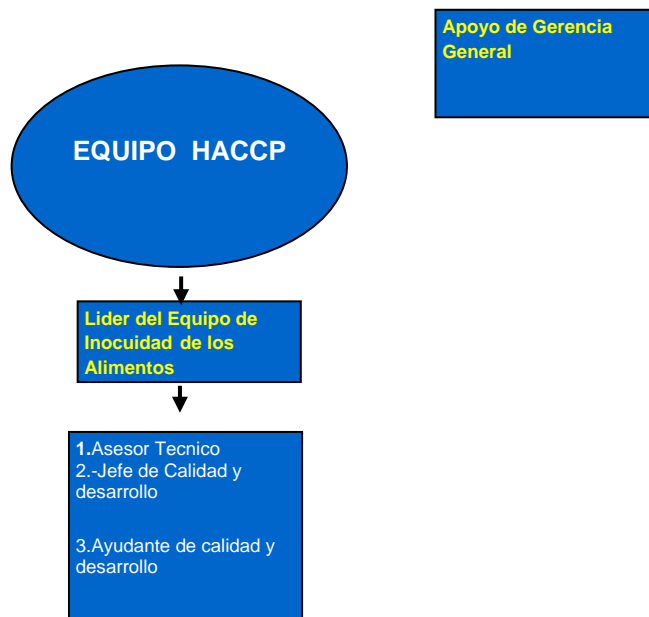 Apoyo de Gerencia
General
EQUIPO HACCP
Lider del Equipo de
Inocuidad de los
Alimentos
1.Asesor Tecnico
2.-Jefe de Calidad y
desarrollo
3.Ayudante de calidad y
desarrollo